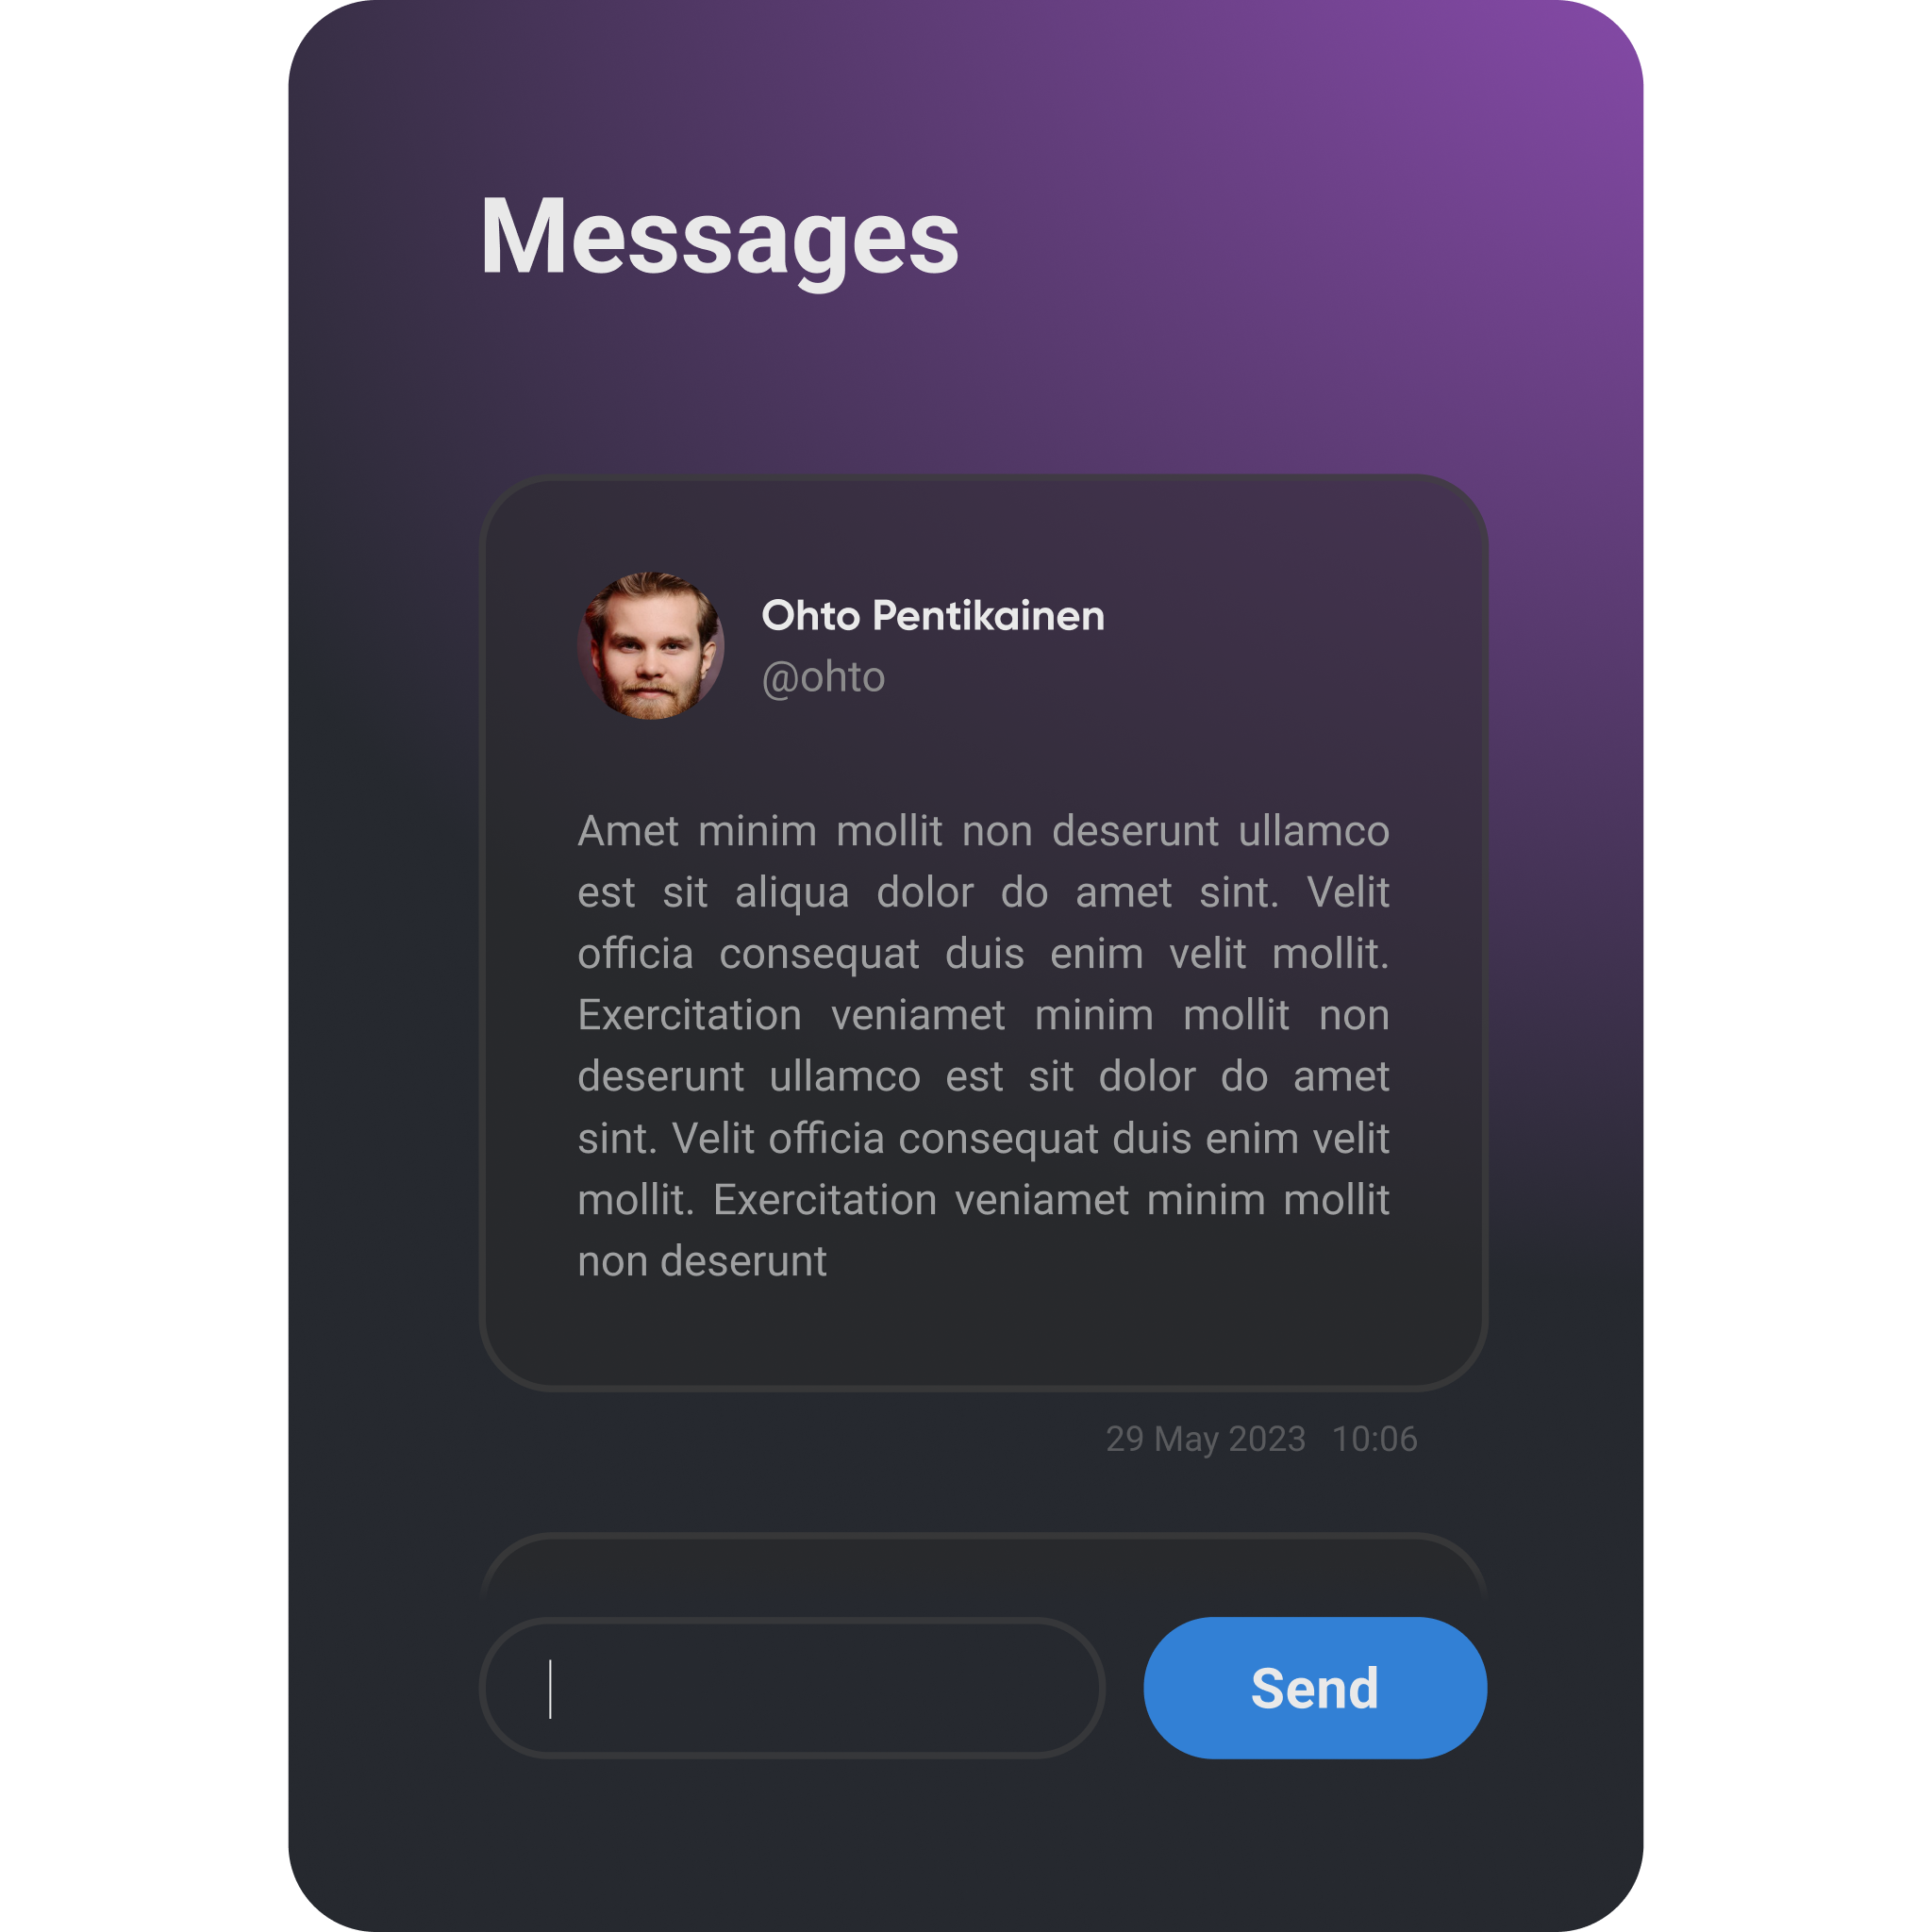 Messages
Ohto Pentikainen
@ohto
Amet minim mollit non deserunt ullamco
est sit aliqua dolor do amet sint. Velit
officia consequat duis enim velit mollit.
Exercitation veniamet minim mollit non
deserunt ullamco est sit dolor do amet
sint. Velit officia consequat duis enim velit
mollit. Exercitation veniamet minim mollit
non deserunt
29 May 2023 10:06
Send